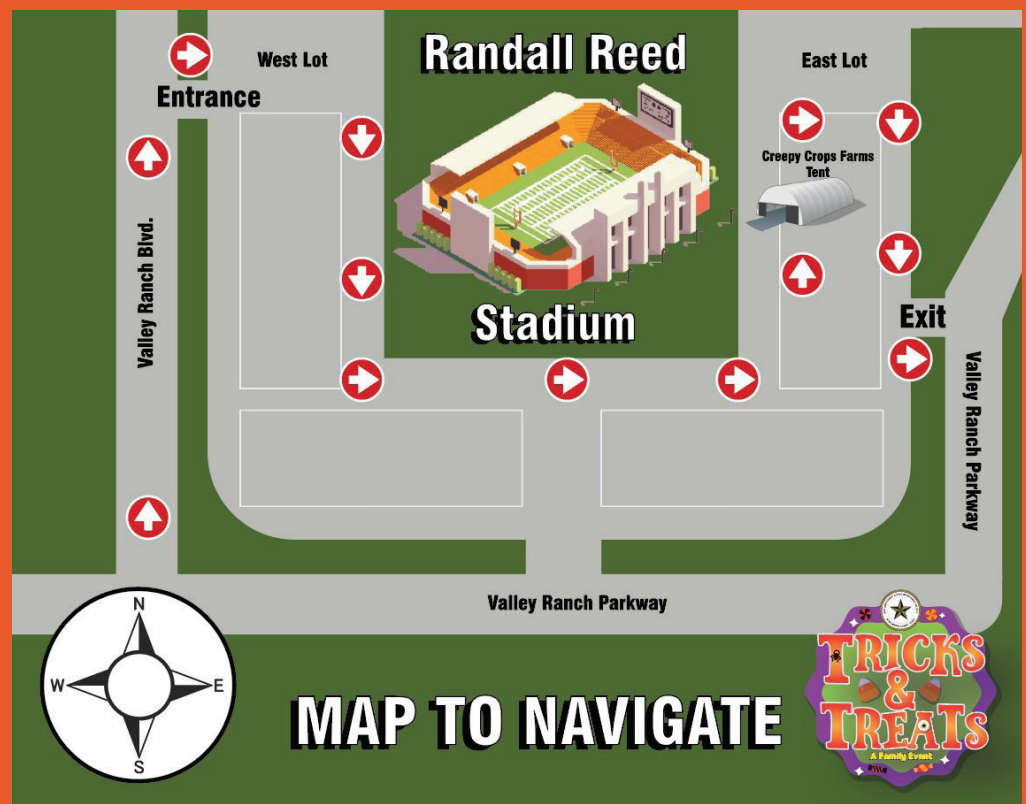 West Lot
Randall Reed
East Lot
Entrance
Creepy Crops Farms
Tent
Valley Ranch Blvd.
Stadium
Exit
Valley Ranch Parkway
Valley Ranch Parkway
N
W
E
S
MAP TO NAVIGATE
TRICKS
&
TREATS
A Family Event